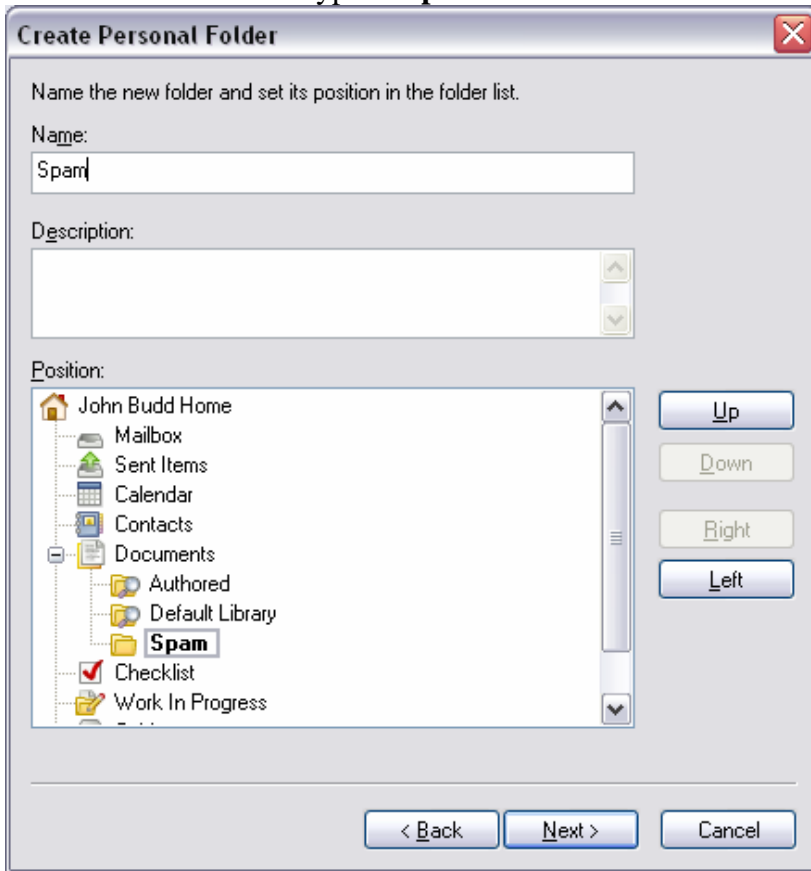 Create Personal Folder
Name the new folder and set its position in the folder list.
Name:
Spam
Description:
Position:
John Budd Home
Mailbox
Sent Items
Calendar
Contacts
Documents
Authored
Default Library
Spam
Checklist
Work In Progress
Up
Down
Right
Left
< Back
Next >
Cancel